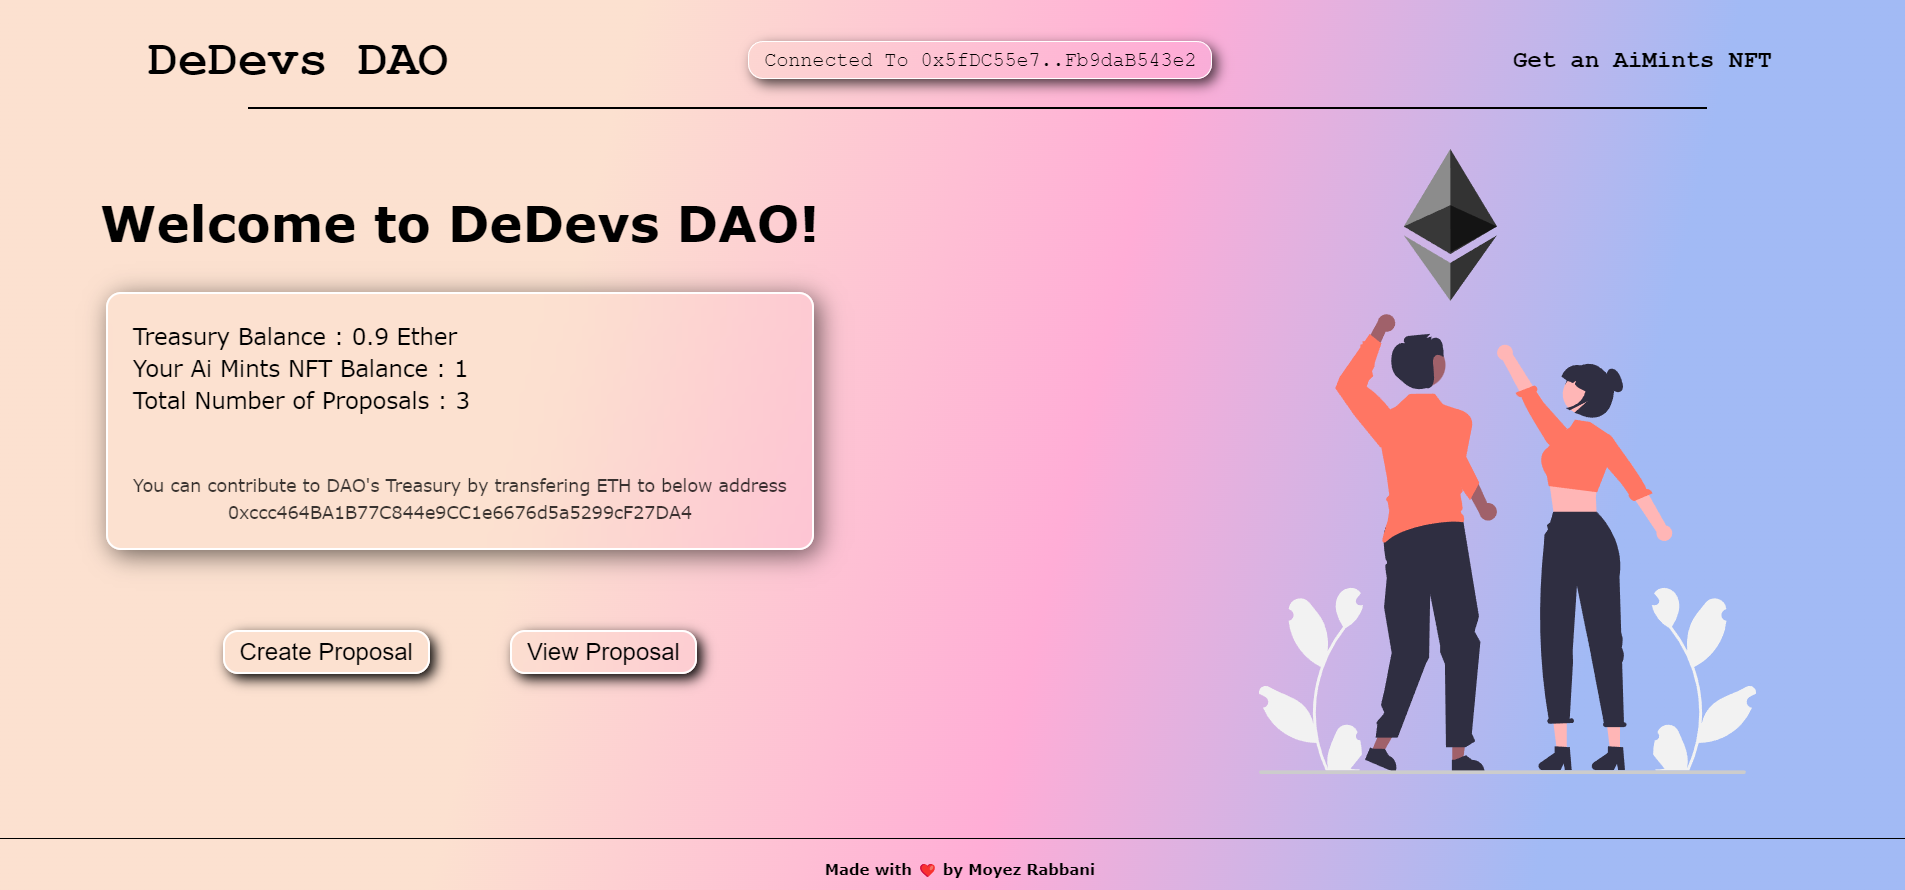 DeDevs DAO
Connected To 0x5fDC55e7..Fb9daB543e2
Get an AiMints NFT
Welcome to DeDevs DAO!
Treasury Balance : 0.9 Ether
Your Ai Mints NFT Balance : 1
Total Number of Proposals : 3
You can contribute to DAO's Treasury by transfering ETH to below address
0xccc464BA1B77C844e9CC1e6676d5a5299cF27DA4
Create Proposal
View Proposal
Made with ❤️ by Moyez Rabbani